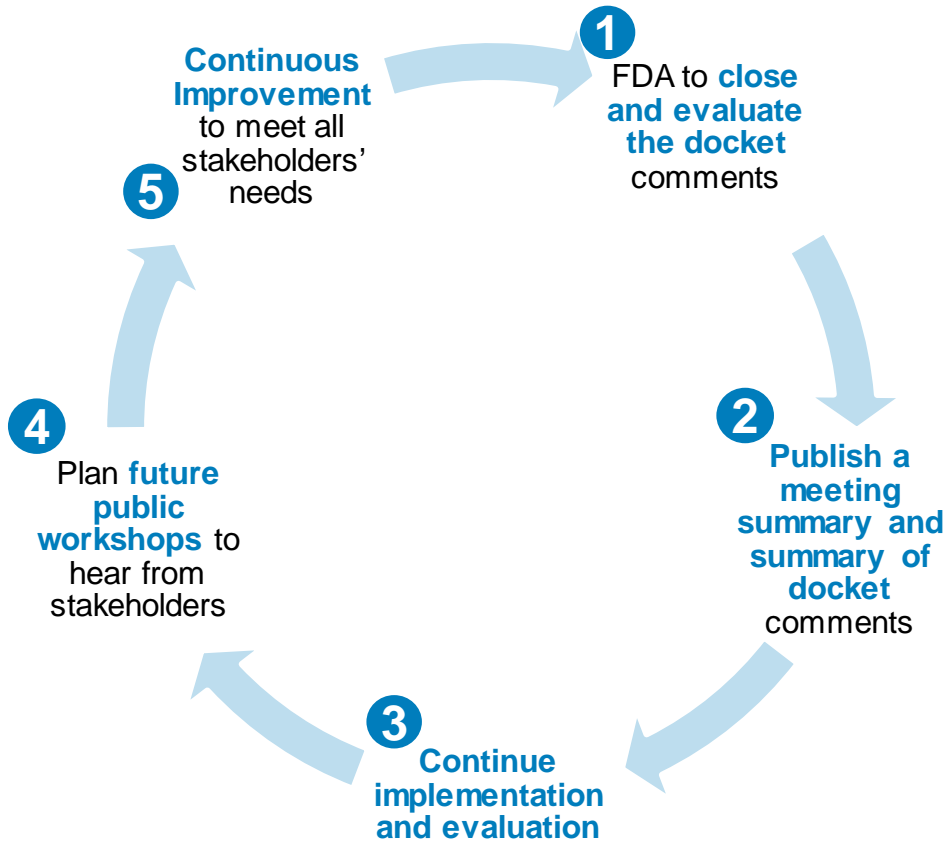 1
FDA to close
and evaluate
the docket
comments
2
Publish a
meeting
summary and
summary of
docket
comments
3
Continue
implementation
and evaluation
4
Plan future
public
workshops to
hear from
stakeholders
5
Continuous
Improvement
to meet all
stakeholders’
needs